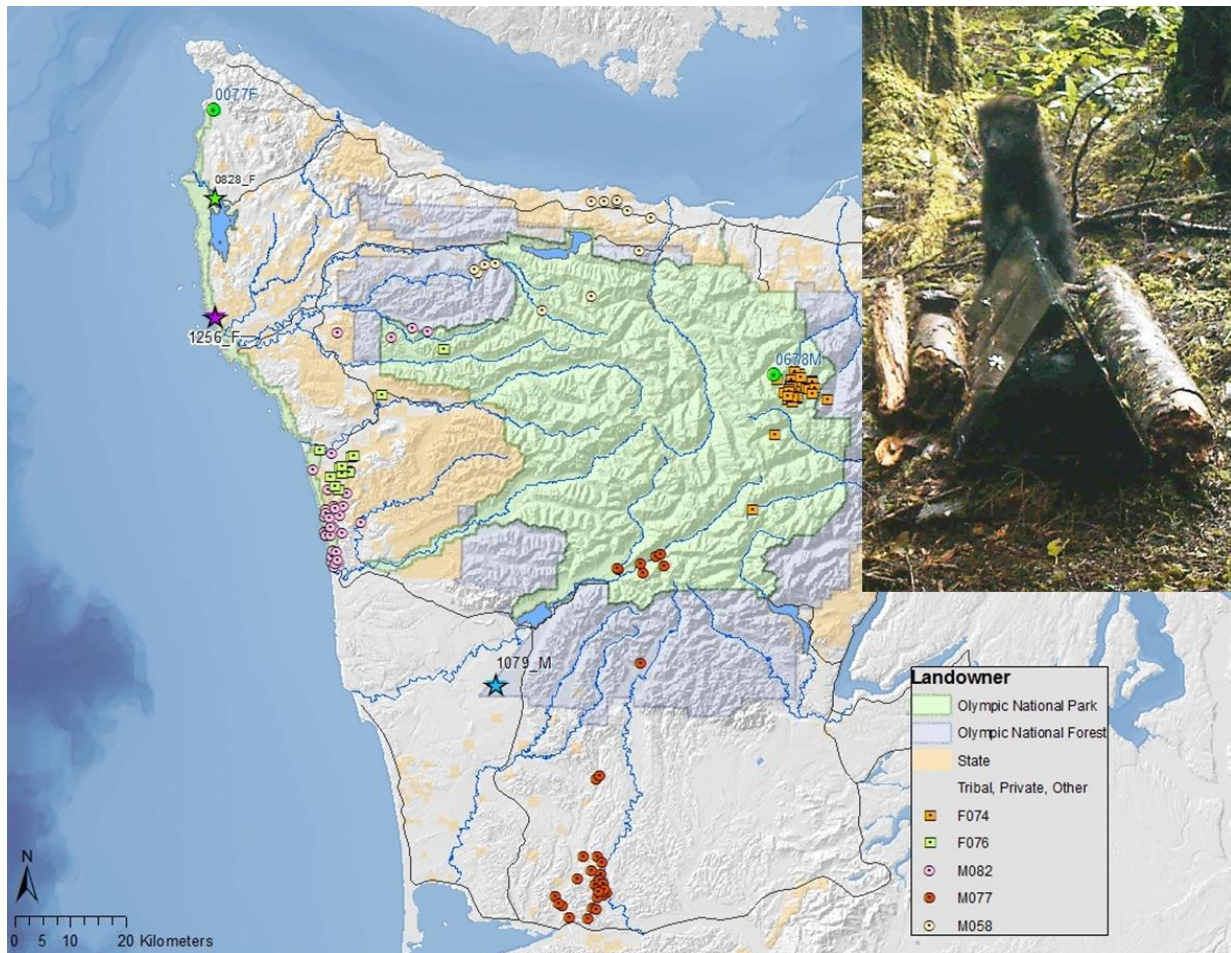 0077F
0828_F
1256_F
0678M
1079_M
Landowner
Olympic National Park
Olympic National Forest
State
Tribal, Private, Other
F074
F076
M082
M077
M058
N
0 5 10 20 Kilometers